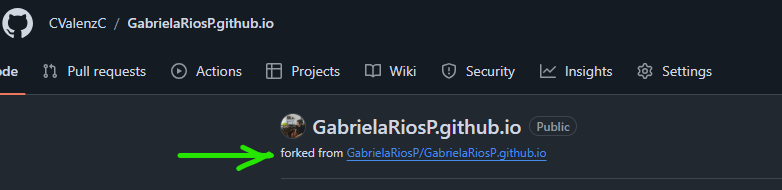 CValenzC / GabrielaRiosP.github.io
ode Pull requests Actions Projects Wiki Security Insights Settings
GabrielaRiosP.github.io Public
forked from GabrielaRiosP/GabrielaRiosP.github.io